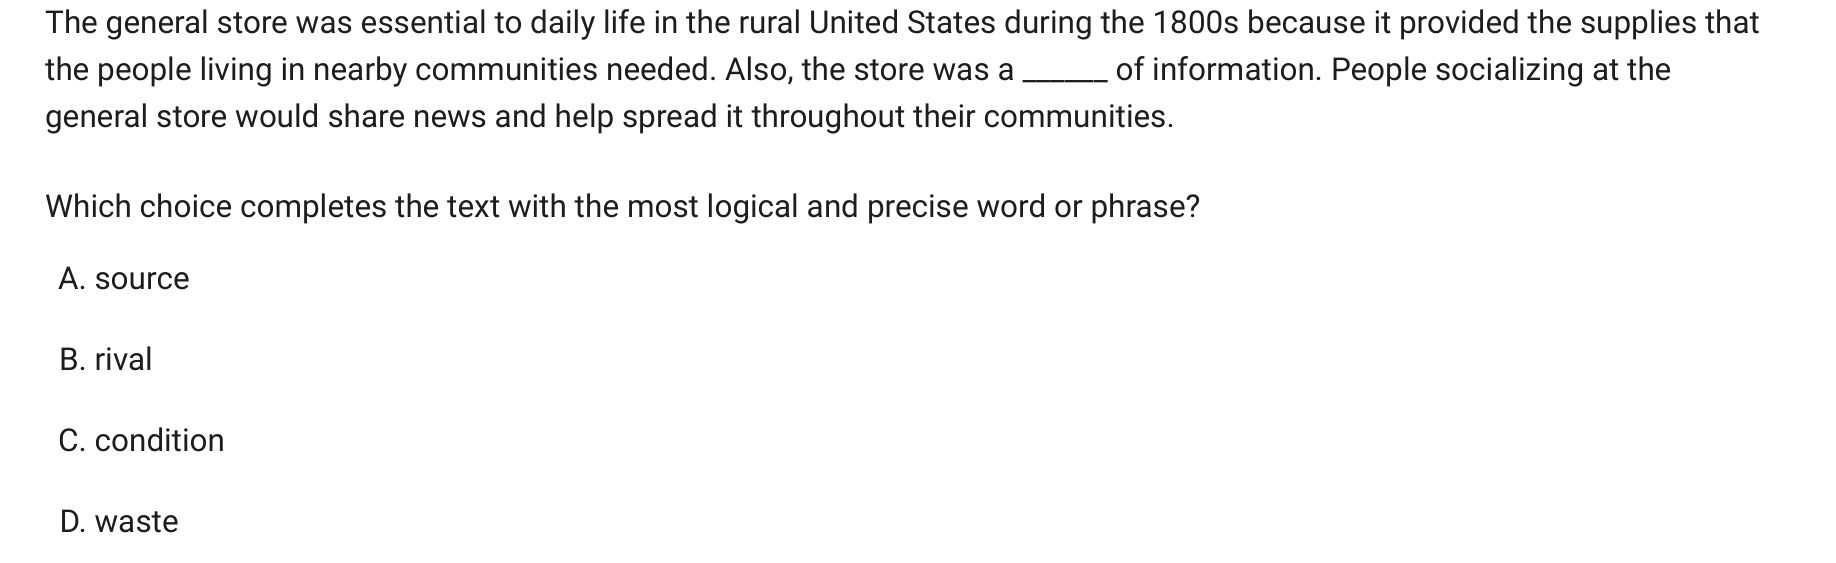 The general store was essential to daily life in the rural United States during the 1800s because it provided the supplies that
the people living in nearby communities needed. Also, the store was a ______ of information. People socializing at the
general store would share news and help spread it throughout their communities.
Which choice completes the text with the most logical and precise word or phrase?
A. source
B. rival
C. condition
D. waste